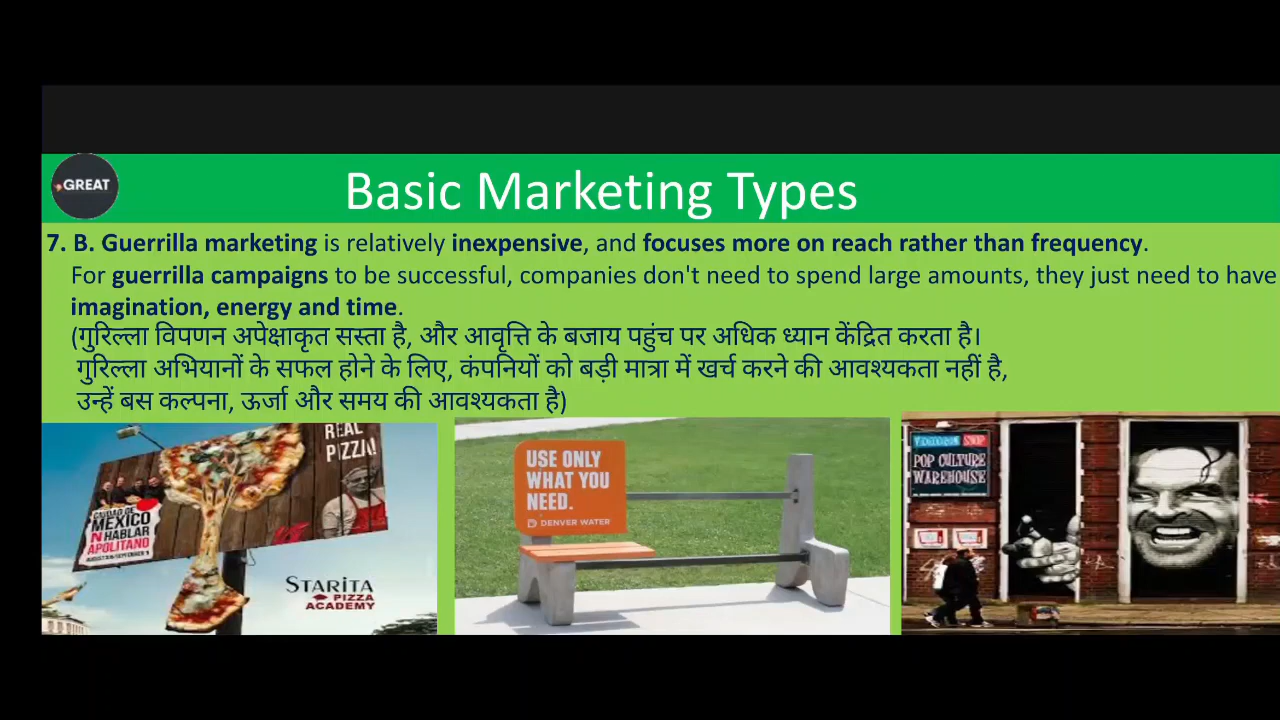 GREAT
Basic Marketing Types
7. B. Guerrilla marketing is relatively inexpensive, and focuses more on reach rather than frequency.
For guerrilla campaigns to be successful, companies don't need to spend large amounts, they just need to have
imagination, energy and time.
(गुरिल्ला विपणन अपेक्षाकृत सस्ता है, और आवृत्ति के बजाय पहुंच पर अधिक ध्यान केंद्रित करता है।
गुरिल्ला अभियानों के सफल होने के लिए, कंपनियों को बड़ी मात्रा में खर्च करने की आवश्यकता नहीं है,
उन्हें बस कल्पना, ऊर्जा और समय की आवश्यकता है)
REAL
PIZZA!
CIUDAD DE
MEXICO
N HABLAR
APOLITANO
STARITA
PIZZA
ACADEMY
USE ONLY
WHAT YOU
NEED.
DENVER WATER
POP CULTURE
WAREHOUSE